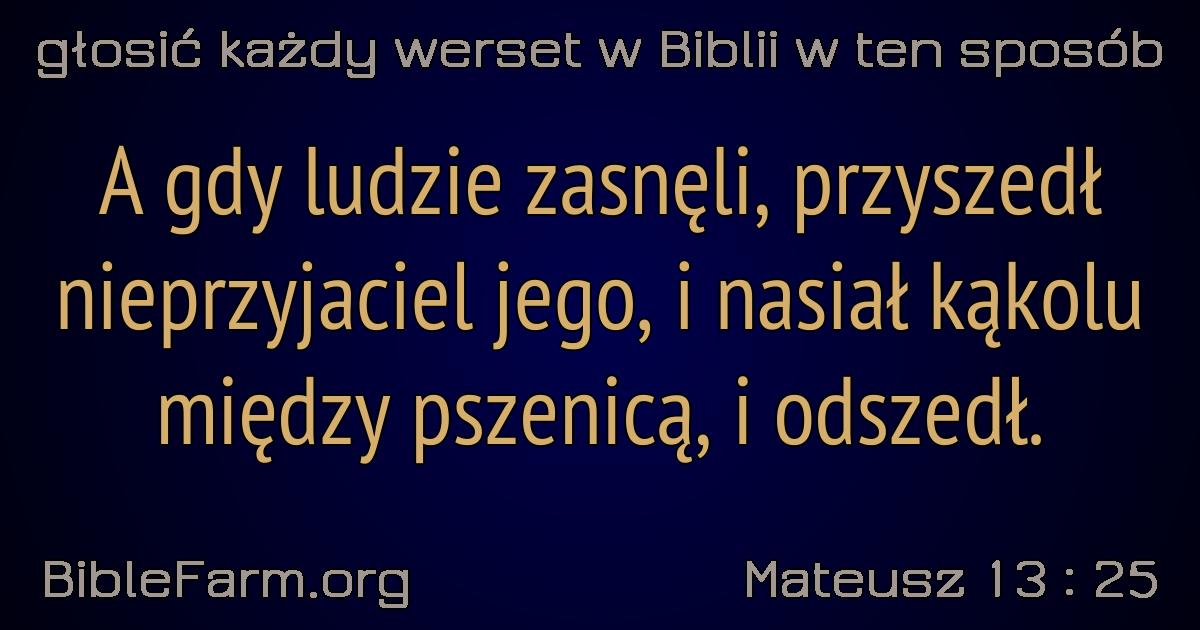 głosić każdy werset w Biblii w ten sposób
A gdy ludzie zasnęli, przyszedł
nieprzyjaciel jego, i nasiał kąkolu
między pszenicą, i odszedł.
BibleFarm.org
Mateusz 13 : 25